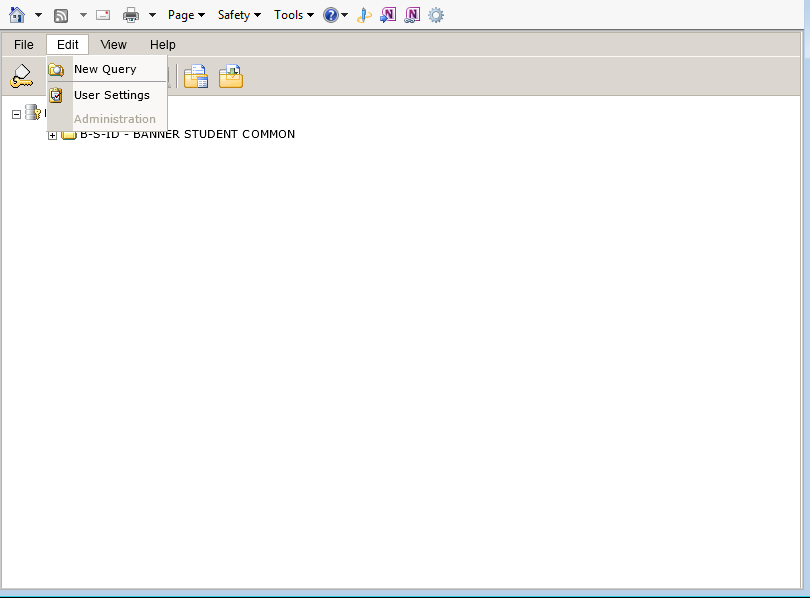 Page Safety Tools
File Edit View Help
New Query
User Settings
Administration
B-S-ID - BANNER STUDENT COMMON